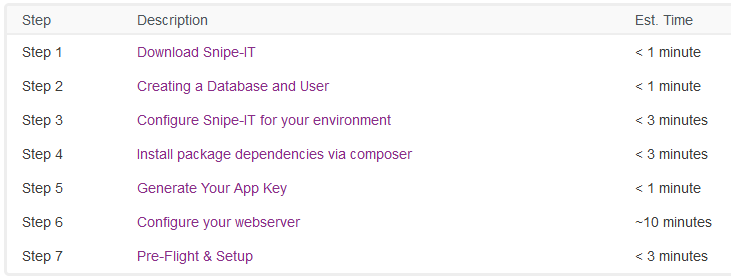 Step Description Est. Time
Step 1 Download Snipe-IT < 1 minute
Step 2 Creating a Database and User < 1 minute
Step 3 Configure Snipe-IT for your environment < 3 minutes
Step 4 Install package dependencies via composer < 3 minutes
Step 5 Generate Your App Key < 1 minute
Step 6 Configure your webserver ~10 minutes
Step 7 Pre-Flight & Setup < 3 minutes